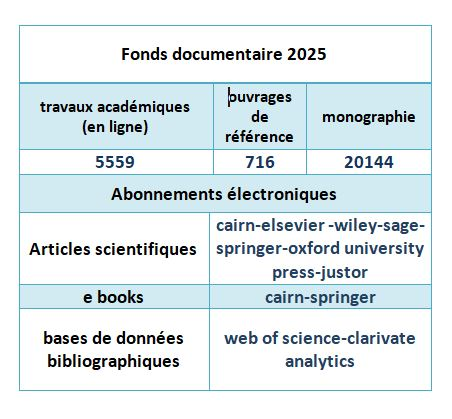 Fonds documentaire 2025
travaux académiques
(en ligne)
ouvrages
de
référence
monographie
5559
716
20144
Abonnements électroniques
Articles scientifiques
cairn-elsevier -wiley-sage-
springer-oxford university
press-justor
e books
cairn-springer
bases de données
bibliographiques
web of science-clarivate
analytics